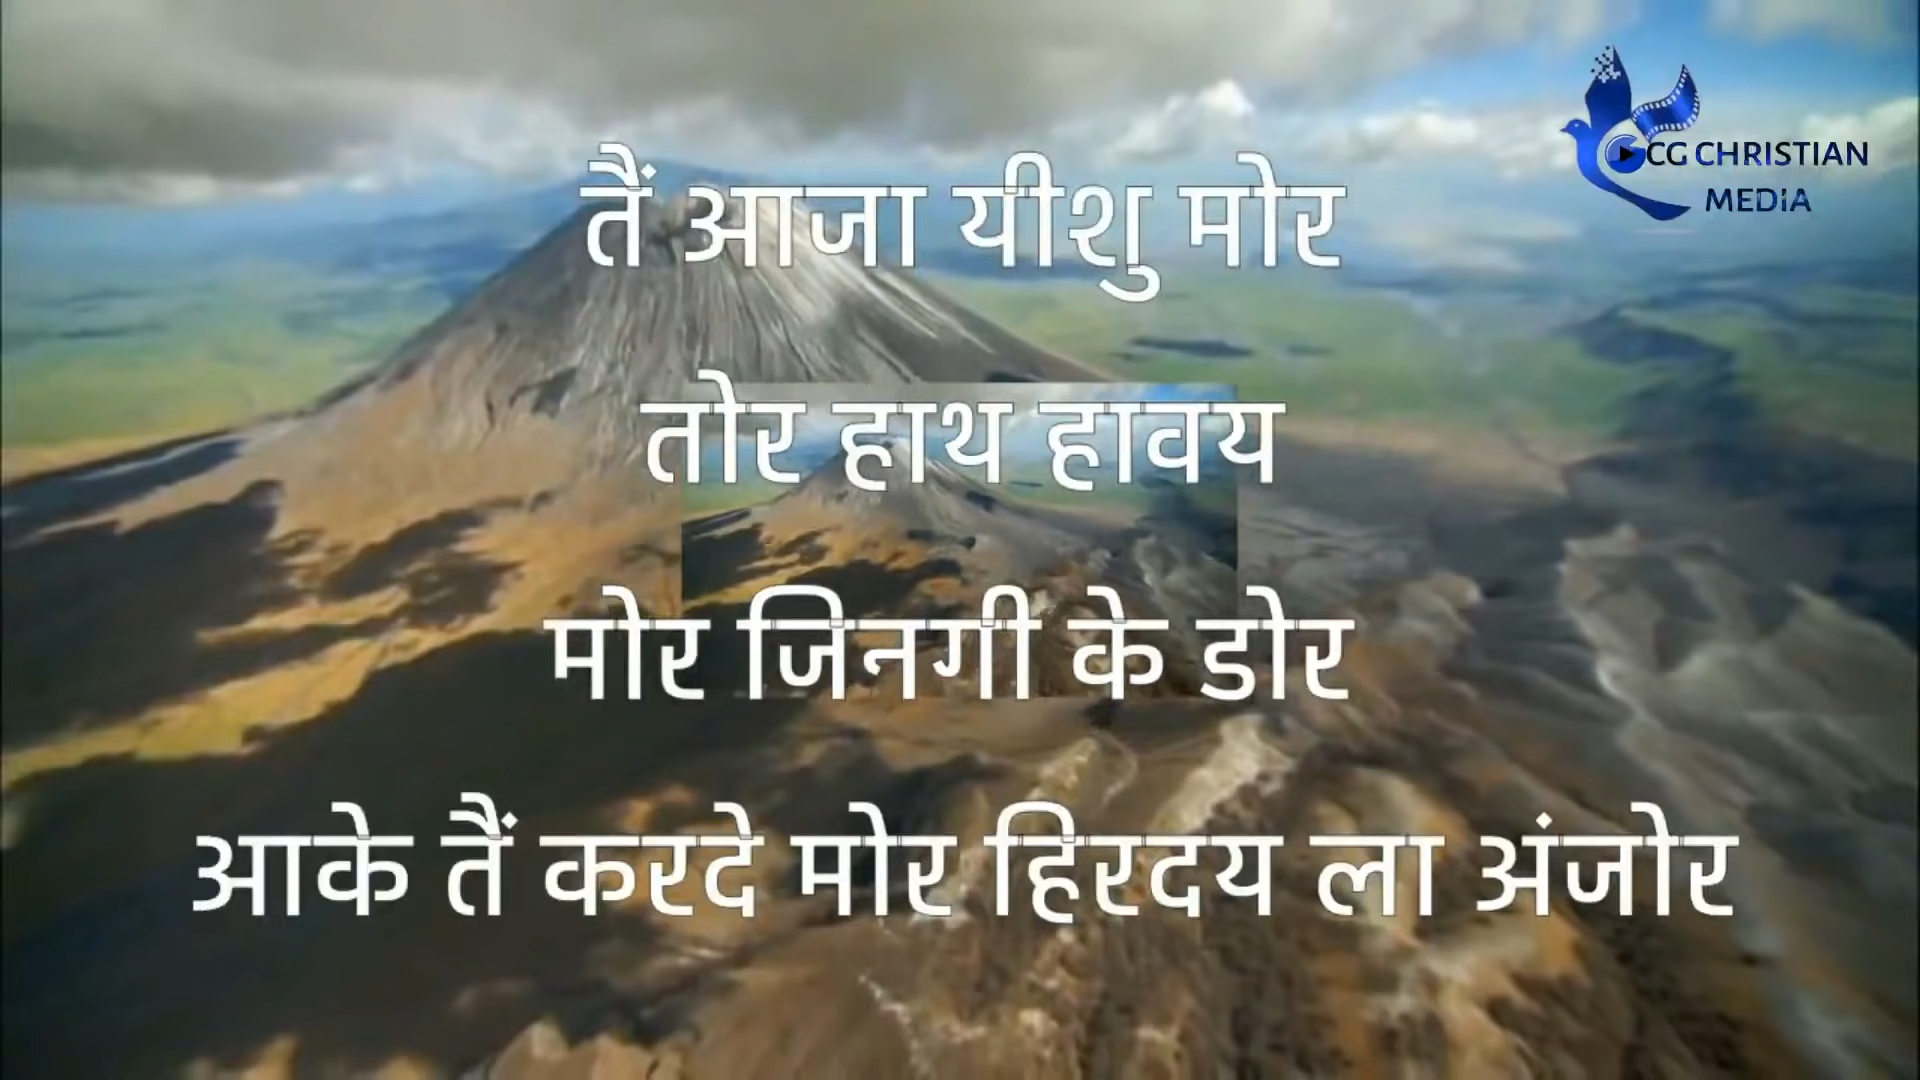 तैं आजा यीशु मोर
तोर हाथ हावय
मोर जिनगी के डोर
आके तैं करदे मोर हिरदय ला अंजोर
CG CHRISTIAN
MEDIA